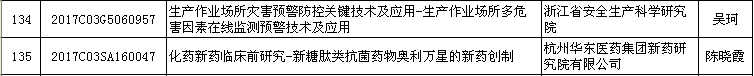 134 2017C03G5060957 生产作业场所灾害预警防控关键技术及应用-生产作业场所多危害因素在线监测预警技术及应用 浙江省安全生产科学研究院 吴珂
135 2017C03SA160047 化药新药临床前研究-新糖肽类抗菌药物奥利万星的新药创制 杭州华东医药集团新药研究院有限公司 陈晓霞